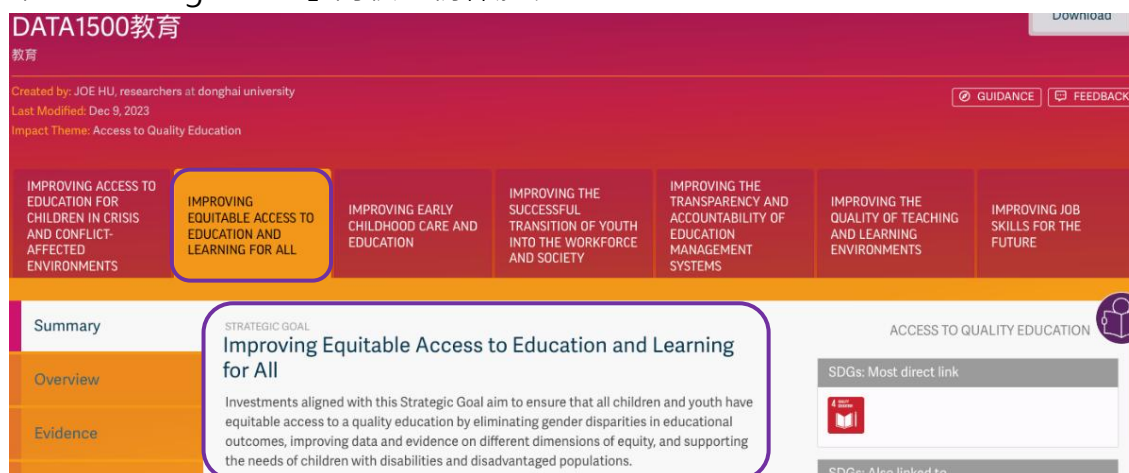 Download
DATA1500教育
教育
Created by: JOE HU, researchers at donghai university
Last Modified: Dec 9, 2023
Impact Theme: Access to Quality Education
GUIDANCE
FEEDBACK
IMPROVING ACCESS TO
EDUCATION FOR
CHILDREN IN CRISIS
AND CONFLICT-
AFFECTED
ENVIRONMENTS
IMPROVING
EQUITABLE ACCESS TO
EDUCATION AND
LEARNING FOR ALL
IMPROVING EARLY
CHILDHOOD CARE AND
EDUCATION
IMPROVING THE
SUCCESSFUL
TRANSITION OF YOUTH
INTO THE WORKFORCE
AND SOCIETY
IMPROVING THE
TRANSPARENCY AND
ACCOUNTABILITY OF
EDUCATION
MANAGEMENT
SYSTEMS
IMPROVING THE
QUALITY OF TEACHING
AND LEARNING
ENVIRONMENTS
IMPROVING JOB
SKILLS FOR THE
FUTURE
Summary
Overview
Evidence
STRATEGIC GOAL
Improving Equitable Access to Education and Learning
for All
Investments aligned with this Strategic Goal aim to ensure that all children and youth have
equitable access to a quality education by eliminating gender disparities in educational
outcomes, improving data and evidence on different dimensions of equity, and supporting
the needs of children with disabilities and disadvantaged populations.
ACCESS TO QUALITY EDUCATION
SDGs: Most direct link
4 QUALITY
EDUCATION
SDGs: Also linked to